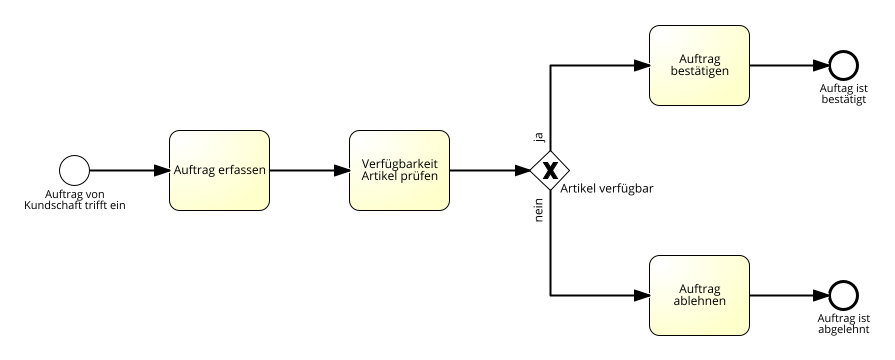 Auftrag von
Kundschaft trifft ein
Auftrag erfassen
Verfügbarkeit
Artikel prüfen
ja
Artikel verfügbar
nein
Auftrag
bestätigen
Auftag ist
bestätigt
Auftrag
ablehnen
Auftrag ist
abgelehnt